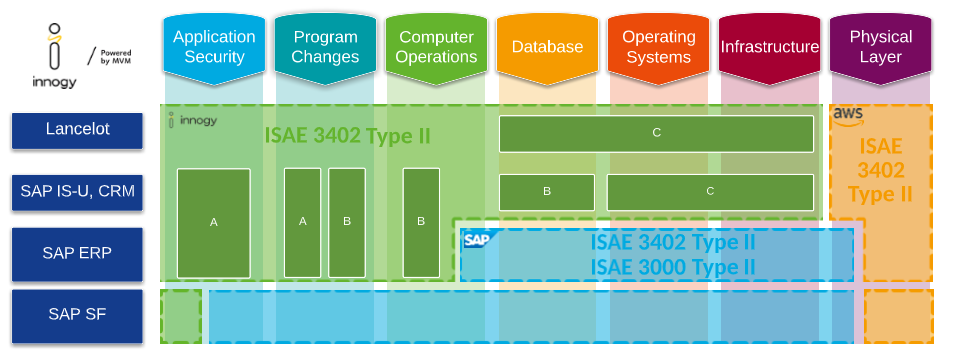 innogy
Powered
by MVM
Application
Security
Program
Changes
Computer
Operations
Database
Operating
Systems
Infrastructure
Physical
Layer
Lancelot
innogy
ISAE 3402 Type II
C
aws
ISAE
3402
Type II
SAP IS-U, CRM
A
A
B
B
B
C
SAP ERP
SAP
ISAE 3402 Type II
ISAE 3000 Type II
SAP SF